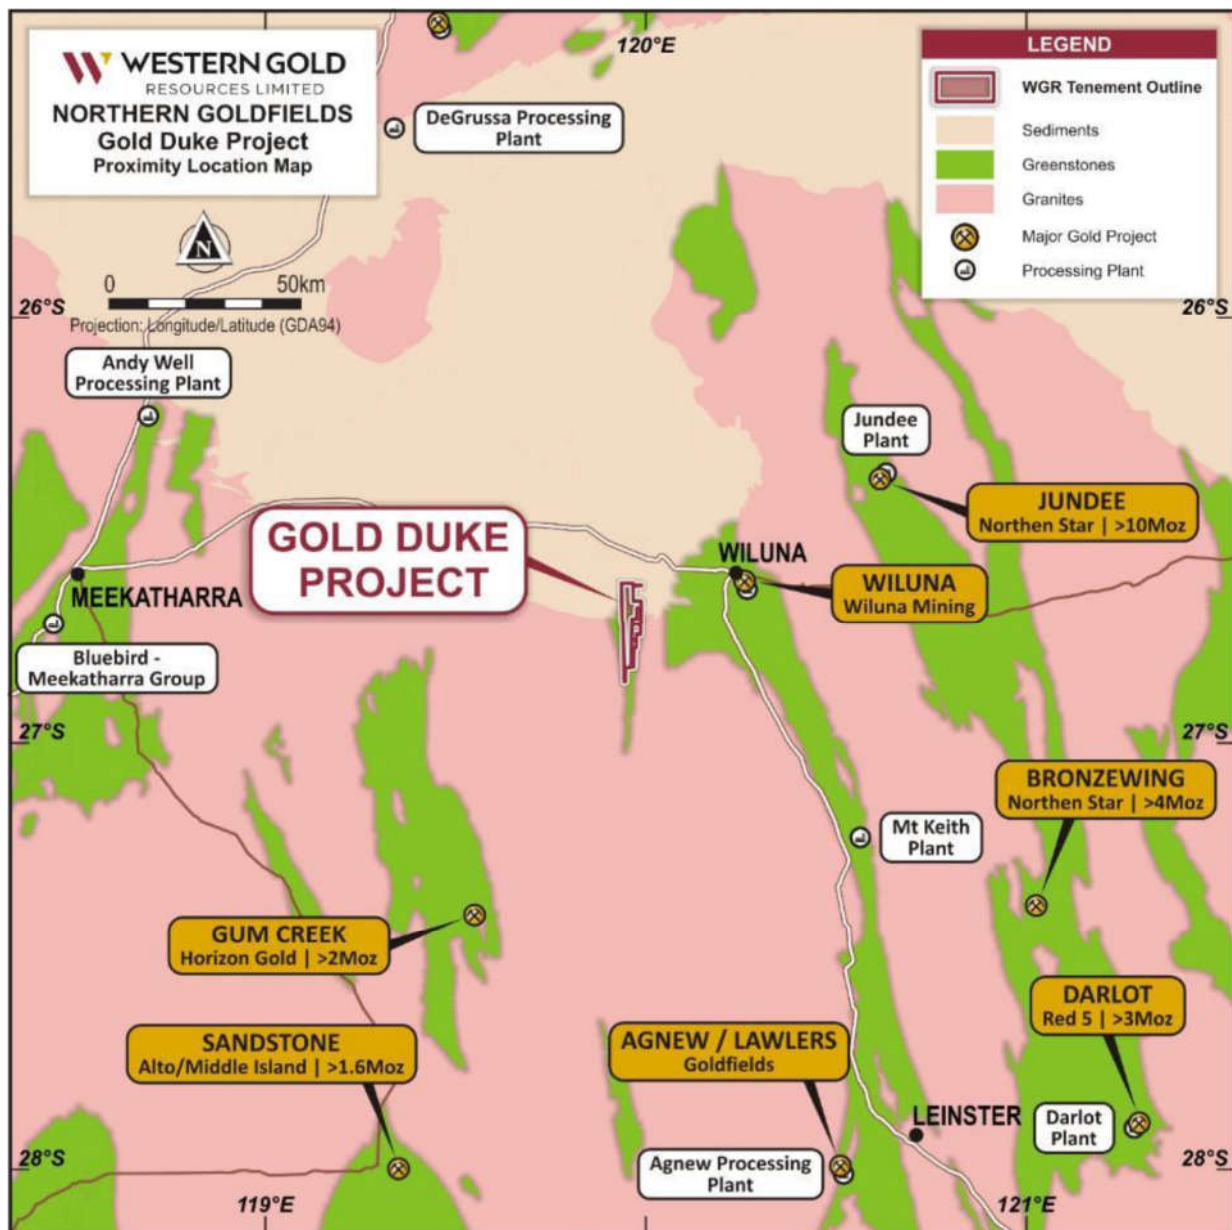 WESTERN GOLD
RESOURCES LIMITED
NORTHERN GOLDFIELDS
Gold Duke Project
Proximity Location Map
120°E
LEGEND
WGR Tenement Outline
Sediments
Greenstones
Granites
Major Gold Project
Processing Plant
DeGrussa Processing
Plant
N
0 50km
Projection: Longitude/Latitude (GDA94)
26°S
26°S
Andy Well
Processing Plant
Jundee
Plant
JUNDEE
Northen Star | >10Moz
GOLD DUKE
PROJECT
WILUNA
WILUNA
Wiluna Mining
MEEKATHARRA
Bluebird -
Meekatharra Group
27°S
27°S
BRONZEWING
Northen Star | >4Moz
Mt Keith
Plant
GUM CREEK
Horizon Gold | >2Moz
DARLOT
Red 5 | >3Moz
SANDSTONE
Alto/Middle Island | >1.6Moz
AGNEW / LAWLERS
Goldfields
LEINSTER
Darlot
Plant
Agnew Processing
Plant
28°S
28°S
119°E
121°E